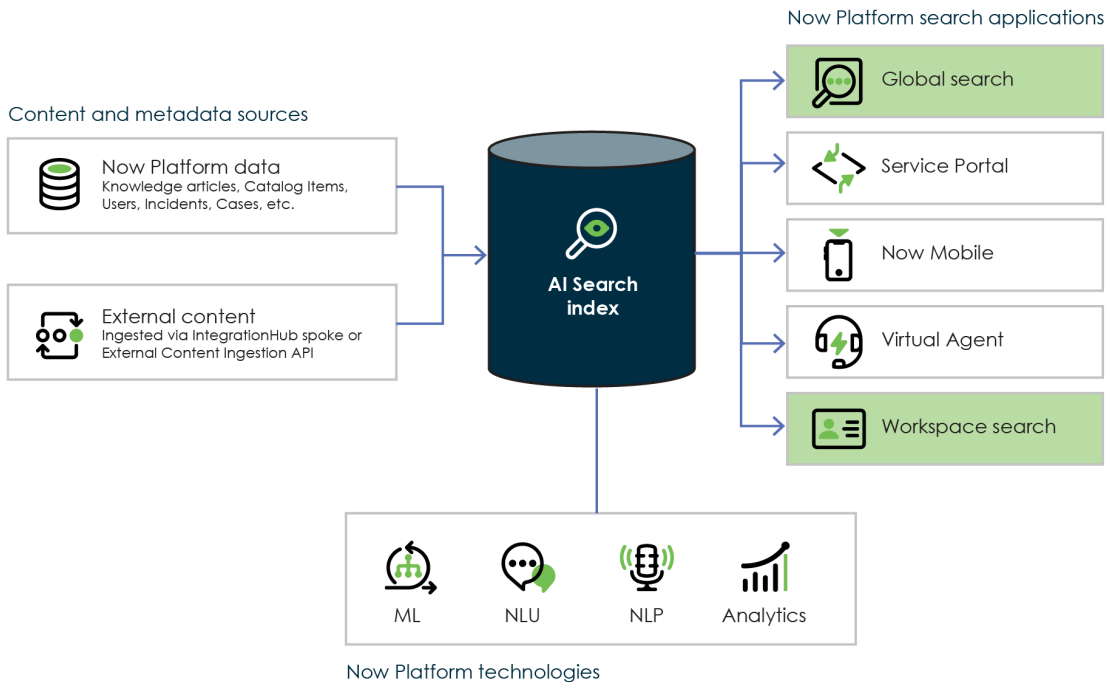 Now Platform search applications
Global search
Content and metadata sources
Now Platform data
Knowledge articles, Catalog Items,
Users, Incidents, Cases, etc.
Service Portal
Now Mobile
AI Search
index
External content
Ingested via IntegrationHub spoke or
External Content Ingestion API
Virtual Agent
Workspace search
ML
NLU
NLP
Analytics
Now Platform technologies